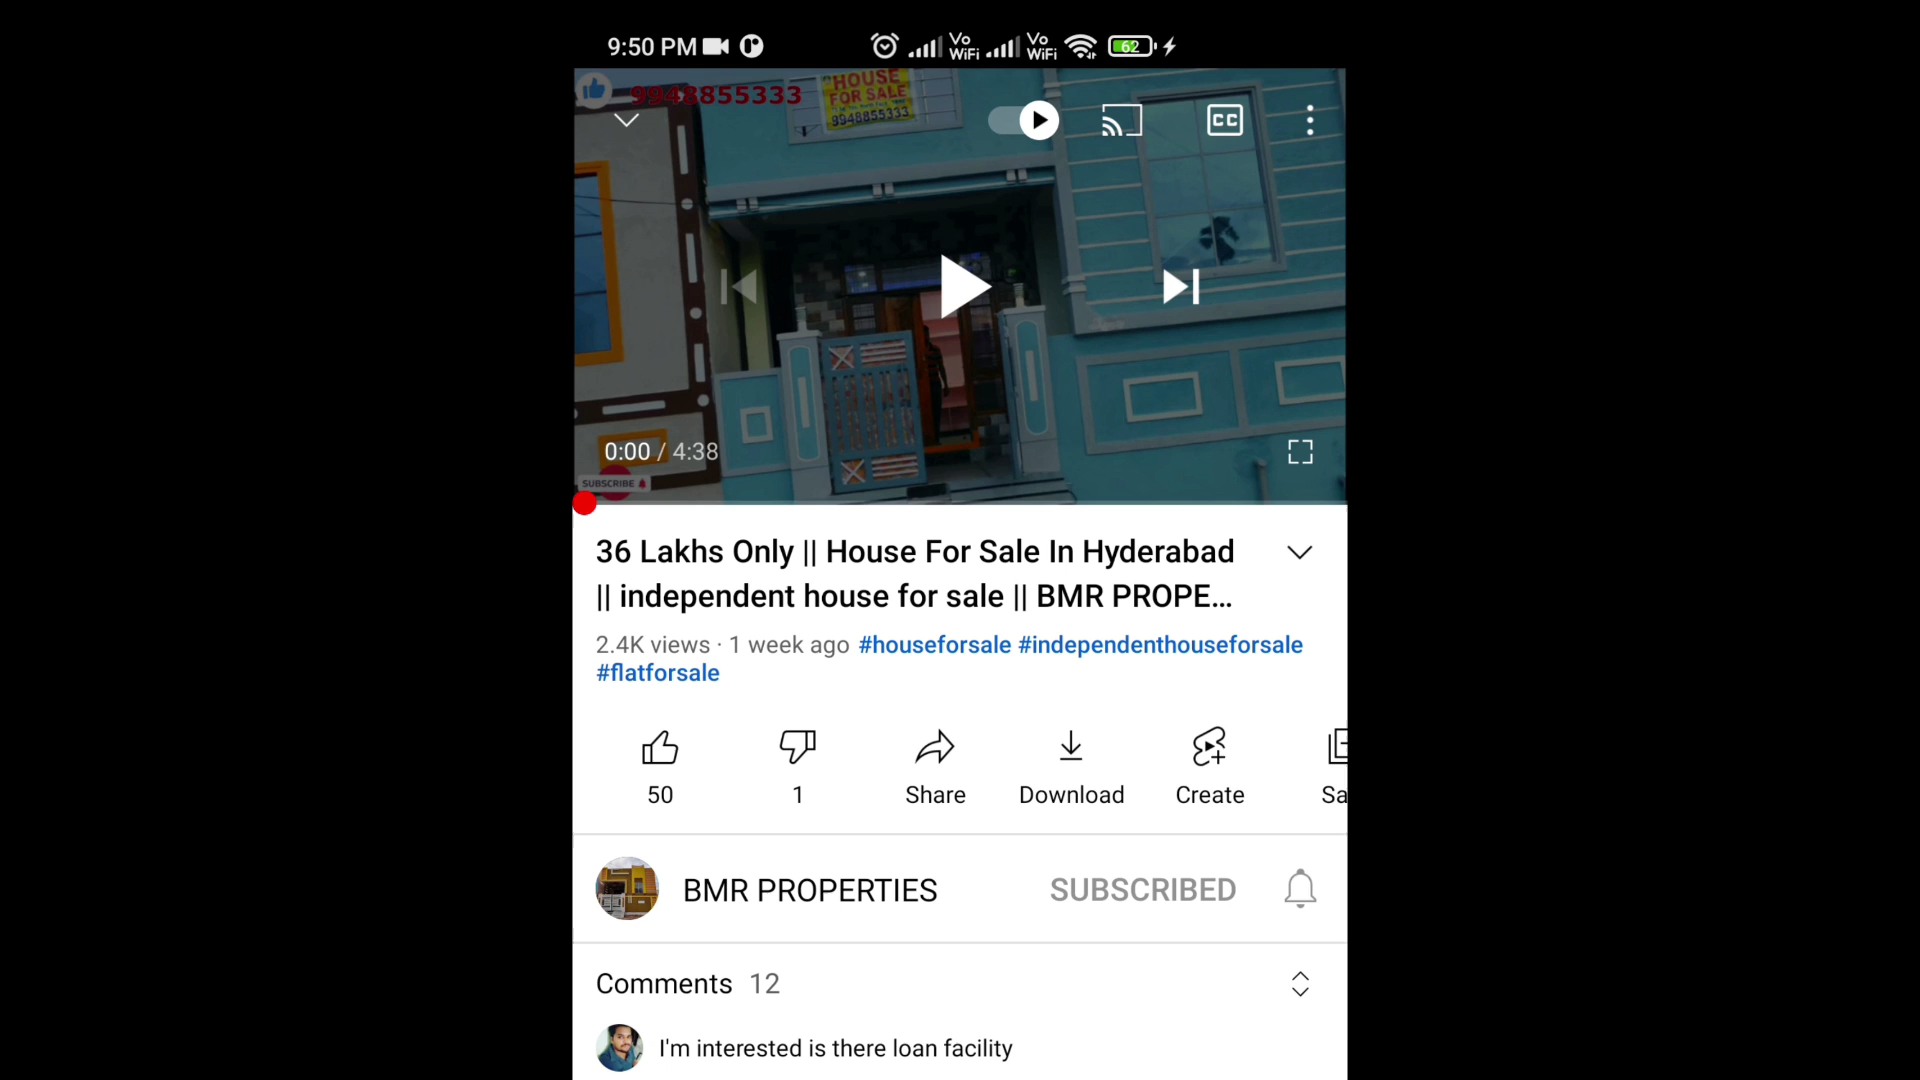 9:50 PM
Vo
WiFi
Vo
WiFi
62
9948855333
HOUSE
FOR SALE
9948855333
CC
0:00 / 4:38
SUBSCRIBE
36 Lakhs Only || House For Sale In Hyderabad
|| independent house for sale || BMR PROPE...
2.4K views · 1 week ago #houseforsale #independenthouseforsale
#flatforsale
50
1
Share
Download
Create
Sa
BMR PROPERTIES
SUBSCRIBED
Comments 12
I'm interested is there loan facility